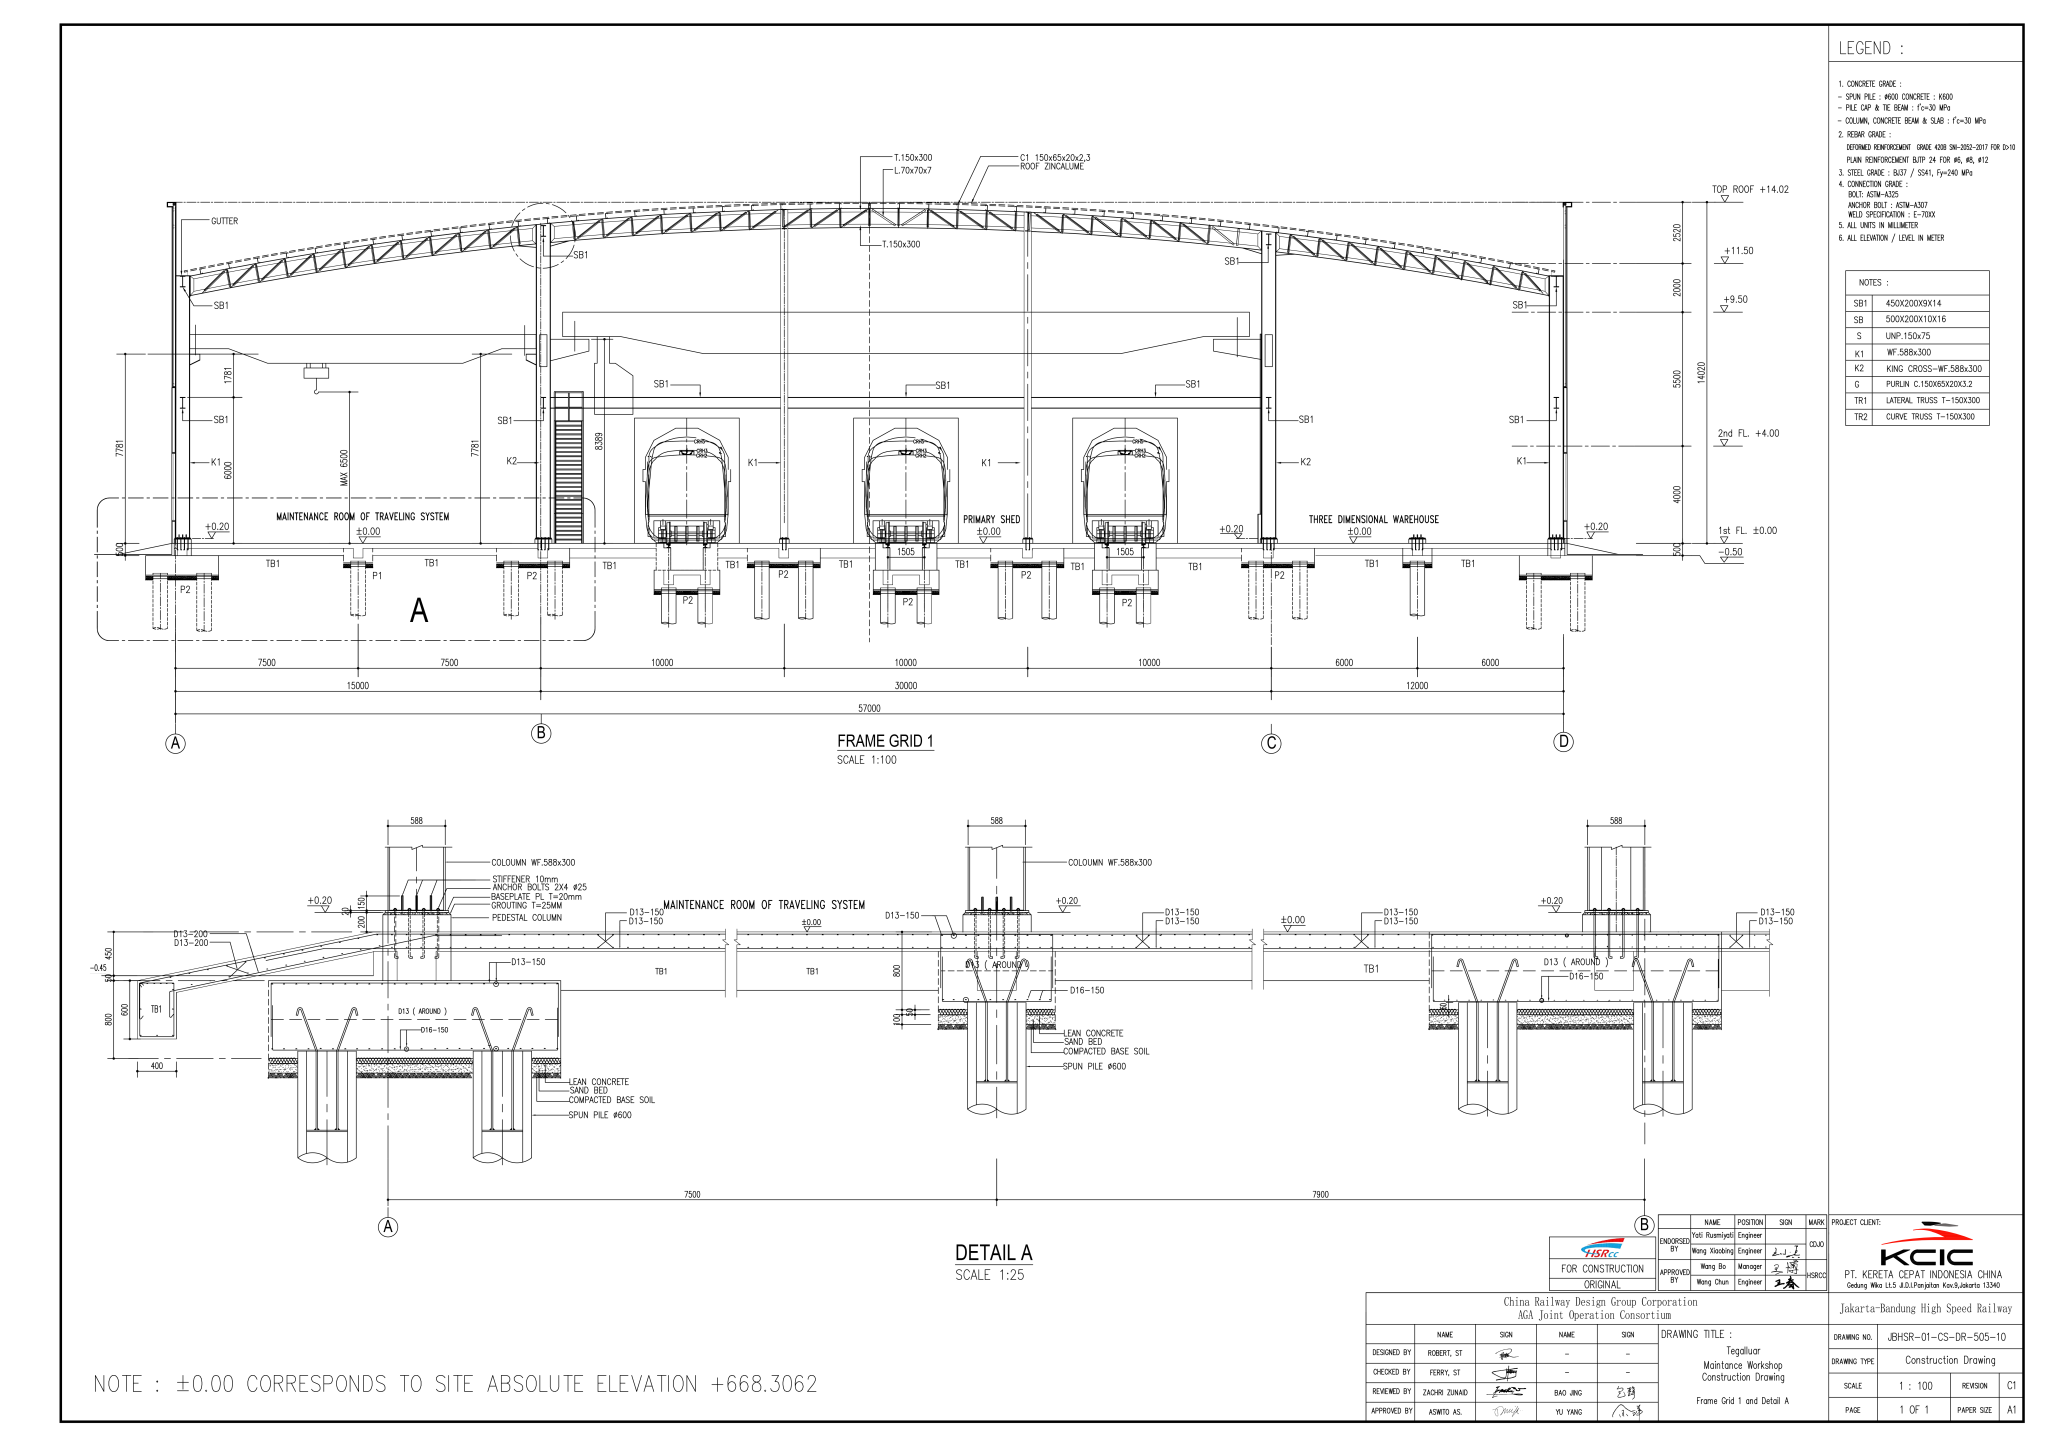 LEGEND :
1. CONCRETE GRADE :
- SPUN PILE : ø600 CONCRETE : K600
- PILE CAP & TIE BEAM : f'c=30 MPa
- COLUMN, CONCRETE BEAM & SLAB : f'c=30 MPa
2. REBAR GRADE :
DEFORMED REINFORCEMENT GRADE 420B SNI-2052-2017 FOR D>10
PLAIN REINFORCEMENT BJTP 24 FOR ø6, ø8, ø12
3. STEEL GRADE : BJ37 / SS41, Fy=240 MPa
4. CONNECTION GRADE :
BOLT: ASTM-A325
ANCHOR BOLT : ASTM-A307
WELD SPECIFICATION : E-70XX
5. ALL UNITS IN MILLIMETER
6. ALL ELEVATION / LEVEL IN METER
NOTES :
SB1 450X200X9X14
SB 500X200X10X16
S UNP.150x75
K1 WF.588x300
K2 KING CROSS-WF.588x300
G PURLIN C.150X65X20X3.2
TR1 LATERAL TRUSS T-150X300
TR2 CURVE TRUSS T-150X300
T.150x300
L.70x70x7
C1 150x65x20x2,3
ROOF ZINCALUME
TOP ROOF +14.02
GUTTER
T.150x300
SB1
SB1
SB1
SB1
2520
+11.50
2000
+9.50
5500
14020
2nd FL. +4.00
4000
1st FL. ±0.00
500
-0.50
1781
7781
6000
MAX 6500
7781
8389
SB1
SB1
SB1
SB1
SB1
SB1
SB1
K1
K2
K1
K1
K2
K1
CRH5
CRH3
CRH2
CRH5
CRH3
CRH2
CRH5
CRH3
CRH2
MAINTENANCE ROOM OF TRAVELING SYSTEM
PRIMARY SHED
THREE DIMENSIONAL WAREHOUSE
+0.20
±0.00
±0.00
+0.20
±0.00
+0.20
500
1505
1505
TB1
TB1
TB1
TB1
TB1
TB1
TB1
TB1
TB1
P2
P1
P2
P2
P2
P2
P2
P2
P2
A
7500
7500
10000
10000
10000
6000
6000
15000
30000
12000
57000
A
B
C
D
FRAME GRID 1
SCALE 1:100
588
588
588
COLOUMN WF.588x300
STIFFENER 10mm
ANCHOR BOLTS 2X4 ø25
BASEPLATE PL T=20mm
GROUTING T=25MM
PEDESTAL COLUMN
COLOUMN WF.588x300
MAINTENANCE ROOM OF TRAVELING SYSTEM
+0.20
20
150
200
D13-200
D13-200
450
-0.45
50
600
800
400
TB1
D13-150
D13-150
D13-150
±0.00
D13-150
+0.20
D13-150
D13-150
±0.00
D13-150
D13-150
+0.20
D13-150
D13-150
D13 ( AROUND )
D16-150
TB1
TB1
800
50
100
D13 ( AROUND )
D16-150
TB1
D13 ( AROUND )
D16-150
50
LEAN CONCRETE
SAND BED
COMPACTED BASE SOIL
SPUN PILE ø600
LEAN CONCRETE
SAND BED
COMPACTED BASE SOIL
SPUN PILE ø600
7500
7900
A
B
DETAIL A
SCALE 1:25
NOTE : ±0.00 CORRESPONDS TO SITE ABSOLUTE ELEVATION +668.3062
HSRcc
FOR CONSTRUCTION
ORIGINAL
NAME POSITION SIGN MARK
ENDORSED BY
Yati Rusmiyati Engineer
Wang Xiaobing Engineer
CDJO
APPROVED BY
Wang Bo Manager
Wang Chun Engineer
HSRCC
PROJECT CLIENT:
KCIC
PT. KERETA CEPAT INDONESIA CHINA
Gedung Wika Lt.5 Jl.D.I.Panjaitan Kav.9,Jakarta 13340
China Railway Design Group Corporation
AGA Joint Operation Consortium
Jakarta-Bandung High Speed Railway
NAME SIGN NAME SIGN
DESIGNED BY ROBERT, ST - -
CHECKED BY FERRY, ST - -
REVIEWED BY ZACHRI ZUNAID BAO JING
APPROVED BY ASWITO AS. YU YANG
DRAWING TITLE :
Tegalluar
Maintance Workshop
Construction Drawing
Frame Grid 1 and Detail A
DRAWING NO. JBHSR-01-CS-DR-505-10
DRAWING TYPE Construction Drawing
SCALE 1 : 100 REVISION C1
PAGE 1 OF 1 PAPER SIZE A1